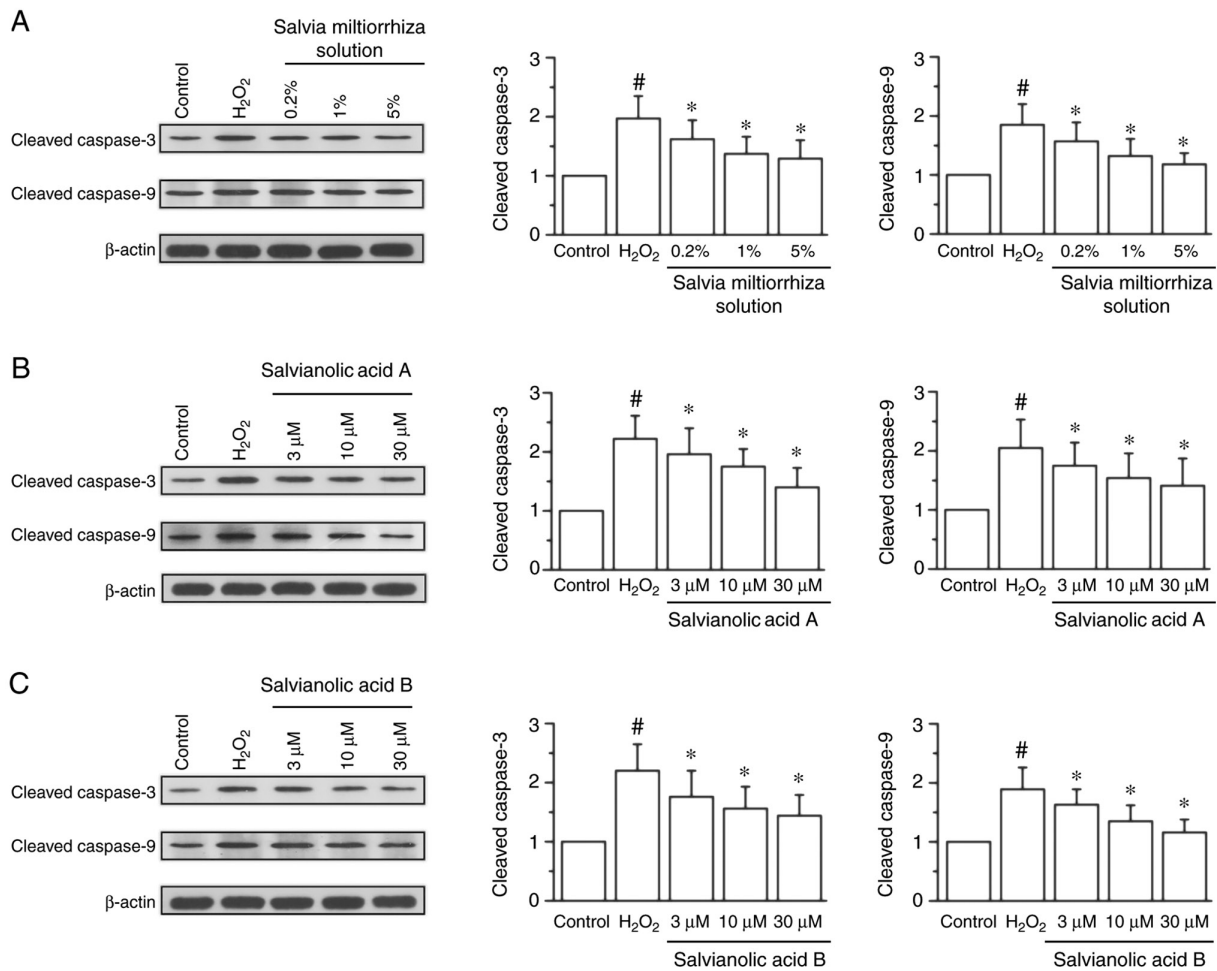 A
Salvia miltiorrhiza
solution
Control
H₂O₂
0.2%
1%
5%
Cleaved caspase-3
Cleaved caspase-9
β-actin
Cleaved caspase-3
3
2
1
0
#
*
*
*
Control H₂O₂ 0.2% 1% 5%
Salvia miltiorrhiza
solution
Cleaved caspase-9
3
2
1
0
#
*
*
*
Control H₂O₂ 0.2% 1% 5%
Salvia miltiorrhiza
solution
B
Salvianolic acid A
Control
H₂O₂
3 μM
10 μM
30 μM
Cleaved caspase-3
Cleaved caspase-9
β-actin
Cleaved caspase-3
3
2
1
0
#
*
*
*
Control H₂O₂ 3 μM 10 μM 30 μM
Salvianolic acid A
Cleaved caspase-9
3
2
1
0
#
*
*
*
Control H₂O₂ 3 μM 10 μM 30 μM
Salvianolic acid A
C
Salvianolic acid B
Control
H₂O₂
3 μM
10 μM
30 μM
Cleaved caspase-3
Cleaved caspase-9
β-actin
Cleaved caspase-3
3
2
1
0
#
*
*
*
Control H₂O₂ 3 μM 10 μM 30 μM
Salvianolic acid B
Cleaved caspase-9
3
2
1
0
#
*
*
*
Control H₂O₂ 3 μM 10 μM 30 μM
Salvianolic acid B